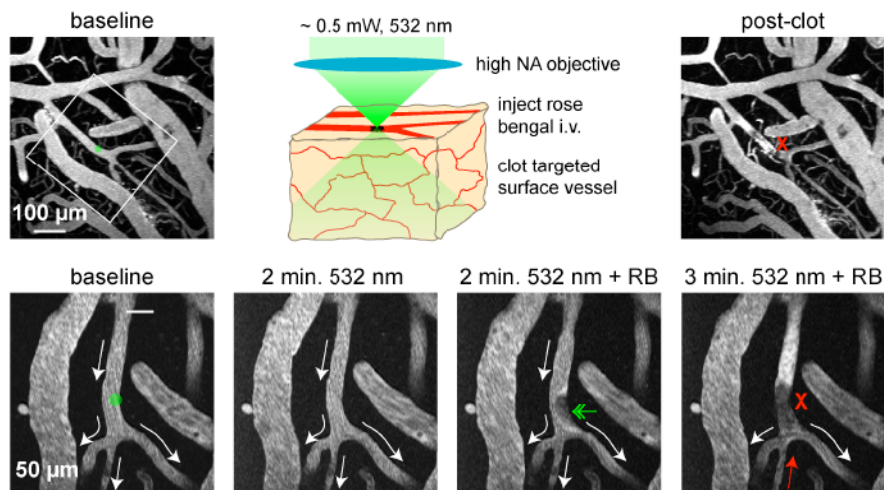 baseline
~ 0.5 mW, 532 nm
post-clot
high NA objective
inject rose
bengal i.v.
clot targeted
surface vessel
100 µm
X
baseline
2 min. 532 nm
2 min. 532 nm + RB
3 min. 532 nm + RB
X
50 µm